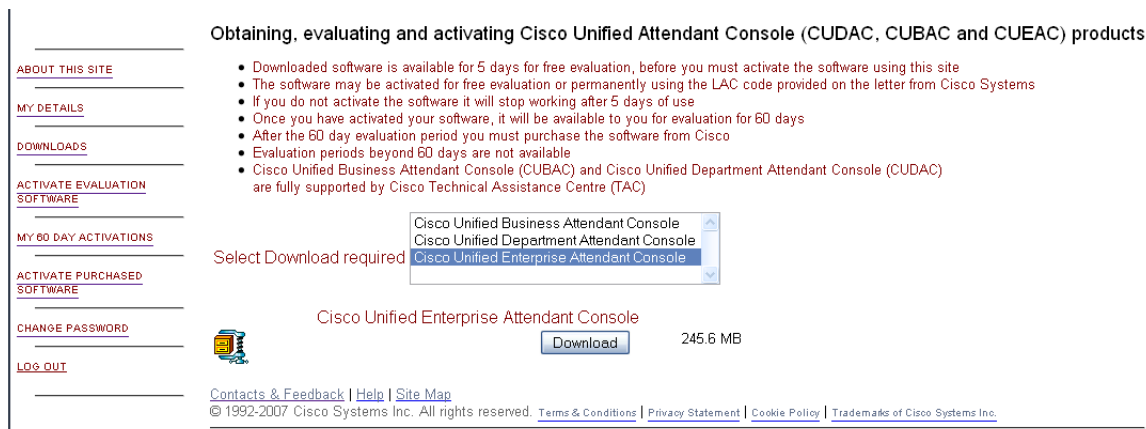 Obtaining, evaluating and activating Cisco Unified Attendant Console (CUDAC, CUBAC and CUEAC) products
ABOUT THIS SITE
MY DETAILS
DOWNLOADS
ACTIVATE EVALUATION
SOFTWARE
MY 60 DAY ACTIVATIONS
ACTIVATE PURCHASED
SOFTWARE
CHANGE PASSWORD
LOG OUT
• Downloaded software is available for 5 days for free evaluation, before you must activate the software using this site
• The software may be activated for free evaluation or permanently using the LAC code provided on the letter from Cisco Systems
• If you do not activate the software it will stop working after 5 days of use
• Once you have activated your software, it will be available to you for evaluation for 60 days
• After the 60 day evaluation period you must purchase the software from Cisco
• Evaluation periods beyond 60 days are not available
• Cisco Unified Business Attendant Console (CUBAC) and Cisco Unified Department Attendant Console (CUDAC)
are fully supported by Cisco Technical Assistance Centre (TAC)
Select Download required
Cisco Unified Business Attendant Console
Cisco Unified Department Attendant Console
Cisco Unified Enterprise Attendant Console
Cisco Unified Enterprise Attendant Console
Download 245.6 MB
Contacts & Feedback | Help | Site Map
© 1992-2007 Cisco Systems Inc. All rights reserved. Terms & Conditions | Privacy Statement | Cookie Policy | Trademarks of Cisco Systems Inc.